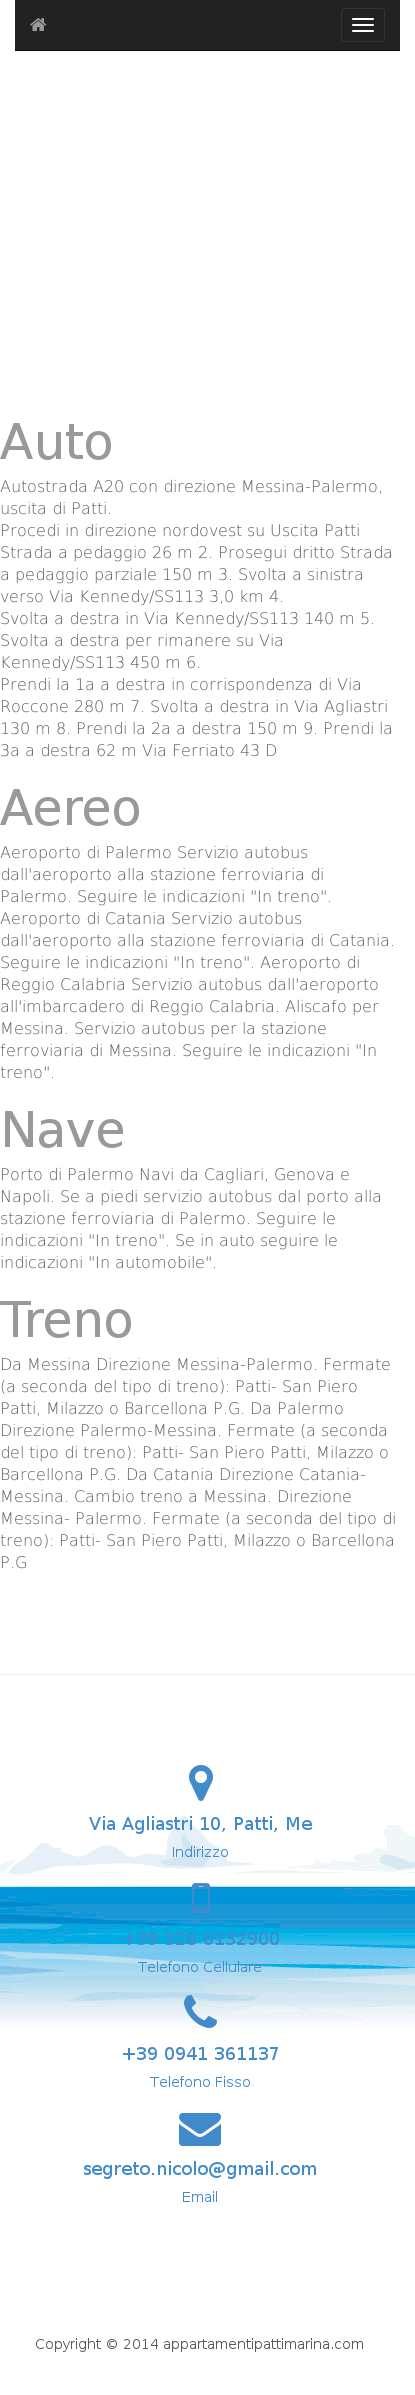 Auto
Autostrada A20 con direzione Messina-Palermo,
uscita di Patti.
Procedi in direzione nordovest su Uscita Patti
Strada a pedaggio 26 m 2. Prosegui dritto Strada
a pedaggio parziale 150 m 3. Svolta a sinistra
verso Via Kennedy/SS113 3,0 km 4.
Svolta a destra in Via Kennedy/SS113 140 m 5.
Svolta a destra per rimanere su Via
Kennedy/SS113 450 m 6.
Prendi la 1a a destra in corrispondenza di Via
Roccone 280 m 7. Svolta a destra in Via Agliastri
130 m 8. Prendi la 2a a destra 150 m 9. Prendi la
3a a destra 62 m Via Ferriato 43 D
Aereo
Aeroporto di Palermo Servizio autobus
dall'aeroporto alla stazione ferroviaria di
Palermo. Seguire le indicazioni "In treno".
Aeroporto di Catania Servizio autobus
dall'aeroporto alla stazione ferroviaria di Catania.
Seguire le indicazioni "In treno". Aeroporto di
Reggio Calabria Servizio autobus dall'aeroporto
all'imbarcadero di Reggio Calabria. Aliscafo per
Messina. Servizio autobus per la stazione
ferroviaria di Messina. Seguire le indicazioni "In
treno".
Nave
Porto di Palermo Navi da Cagliari, Genova e
Napoli. Se a piedi servizio autobus dal porto alla
stazione ferroviaria di Palermo. Seguire le
indicazioni "In treno". Se in auto seguire le
indicazioni "In automobile".
Treno
Da Messina Direzione Messina-Palermo. Fermate
(a seconda del tipo di treno): Patti- San Piero
Patti, Milazzo o Barcellona P.G. Da Palermo
Direzione Palermo-Messina. Fermate (a seconda
del tipo di treno): Patti- San Piero Patti, Milazzo o
Barcellona P.G. Da Catania Direzione Catania-
Messina. Cambio treno a Messina. Direzione
Messina- Palermo. Fermate (a seconda del tipo di
treno): Patti- San Piero Patti, Milazzo o Barcellona
P.G
Via Agliastri 10, Patti, Me
Indirizzo
+39 320 0152900
Telefono Cellulare
+39 0941 361137
Telefono Fisso
segreto.nicolo@gmail.com
Email
Copyright © 2014 appartamentipattimarina.com